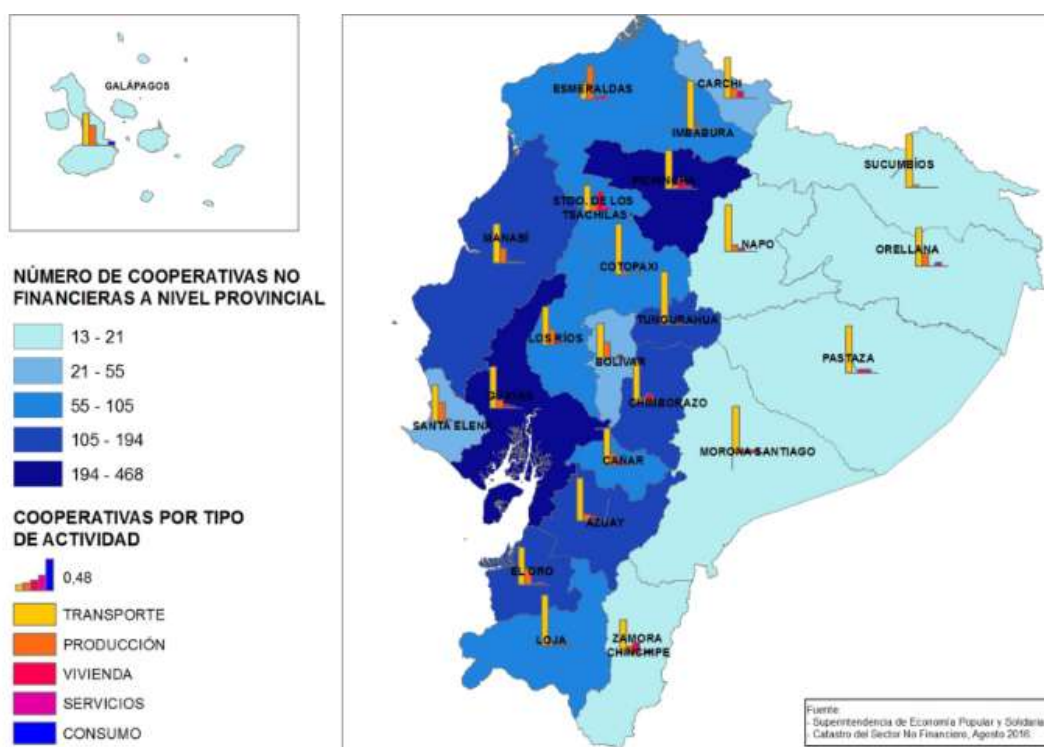 GALÁPAGOS
NÚMERO DE COOPERATIVAS NO
FINANCIERAS A NIVEL PROVINCIAL
13 - 21
21 - 55
55 - 105
105 - 194
194 - 468
COOPERATIVAS POR TIPO
DE ACTIVIDAD
0,48
TRANSPORTE
PRODUCCIÓN
VIVIENDA
SERVICIOS
CONSUMO
ESMERALDAS
CARCHI
IMBABURA
SUCUMBÍOS
PICHINCHA
STDO. DE LOS
TSACHILAS
MANABÍ
NAPO
ORELLANA
COTOPAXI
TUNGURAHUA
LOS RÍOS
BOLÍVAR
PASTAZA
GUAYAS
CHIMBORAZO
SANTA ELENA
MORONA SANTIAGO
CAÑAR
AZUAY
EL ORO
LOJA
ZAMORA
CHINCHIPE
Fuente
- Superintendencia de Economía Popular y Solidaria
- Catastro del Sector No Financiero, Agosto 2016